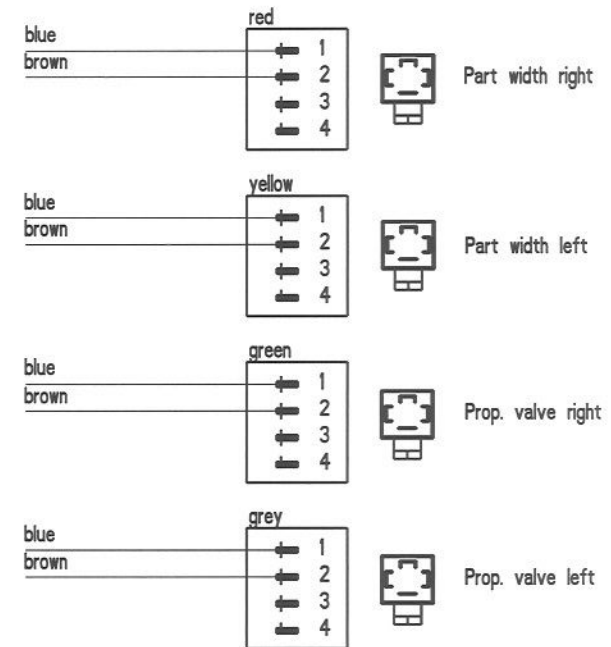 red
blue 1
brown 2
3
4
Part width right
yellow
blue 1
brown 2
3
4
Part width left
green
blue 1
brown 2
3
4
Prop. valve right
grey
blue 1
brown 2
3
4
Prop. valve left